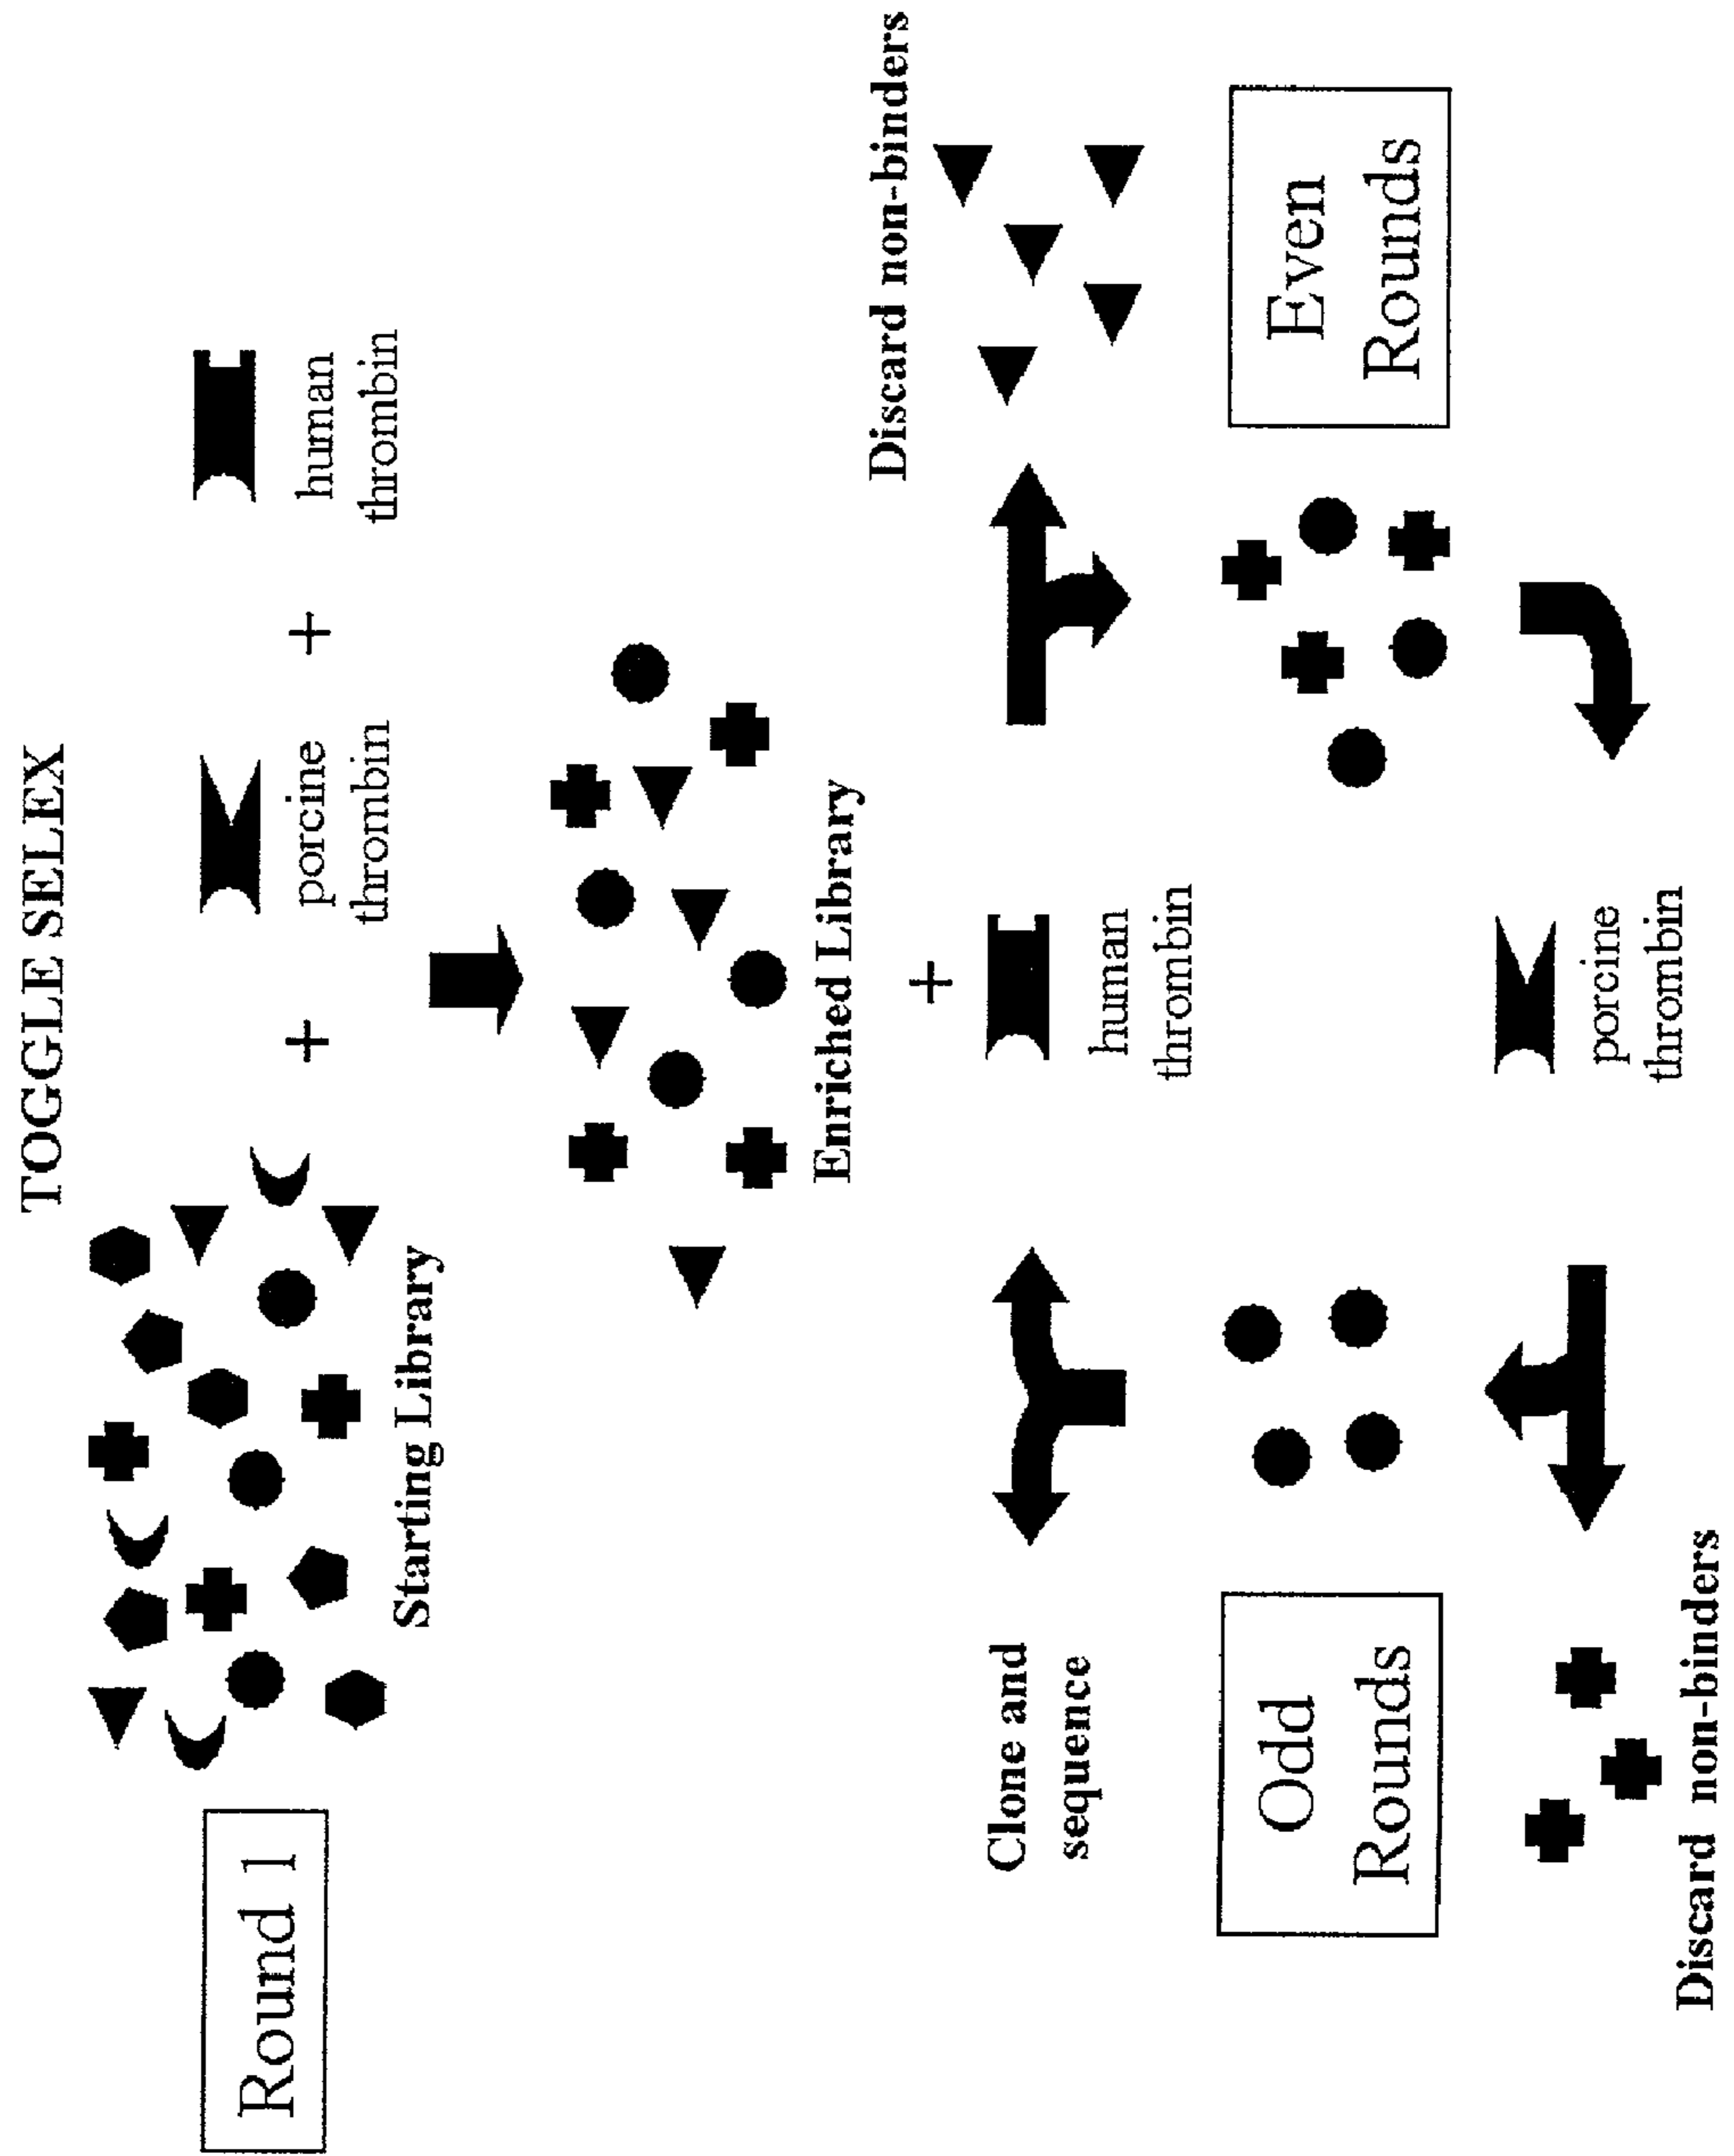 TOGGLE SELEX
Round 1
Starting Library
+
porcine
thrombin
+
human
thrombin
Enriched Library
+
human
thrombin
Discard non-binders
Even
Rounds
porcine
thrombin
Discard non-binders
Odd
Rounds
Clone and
sequence